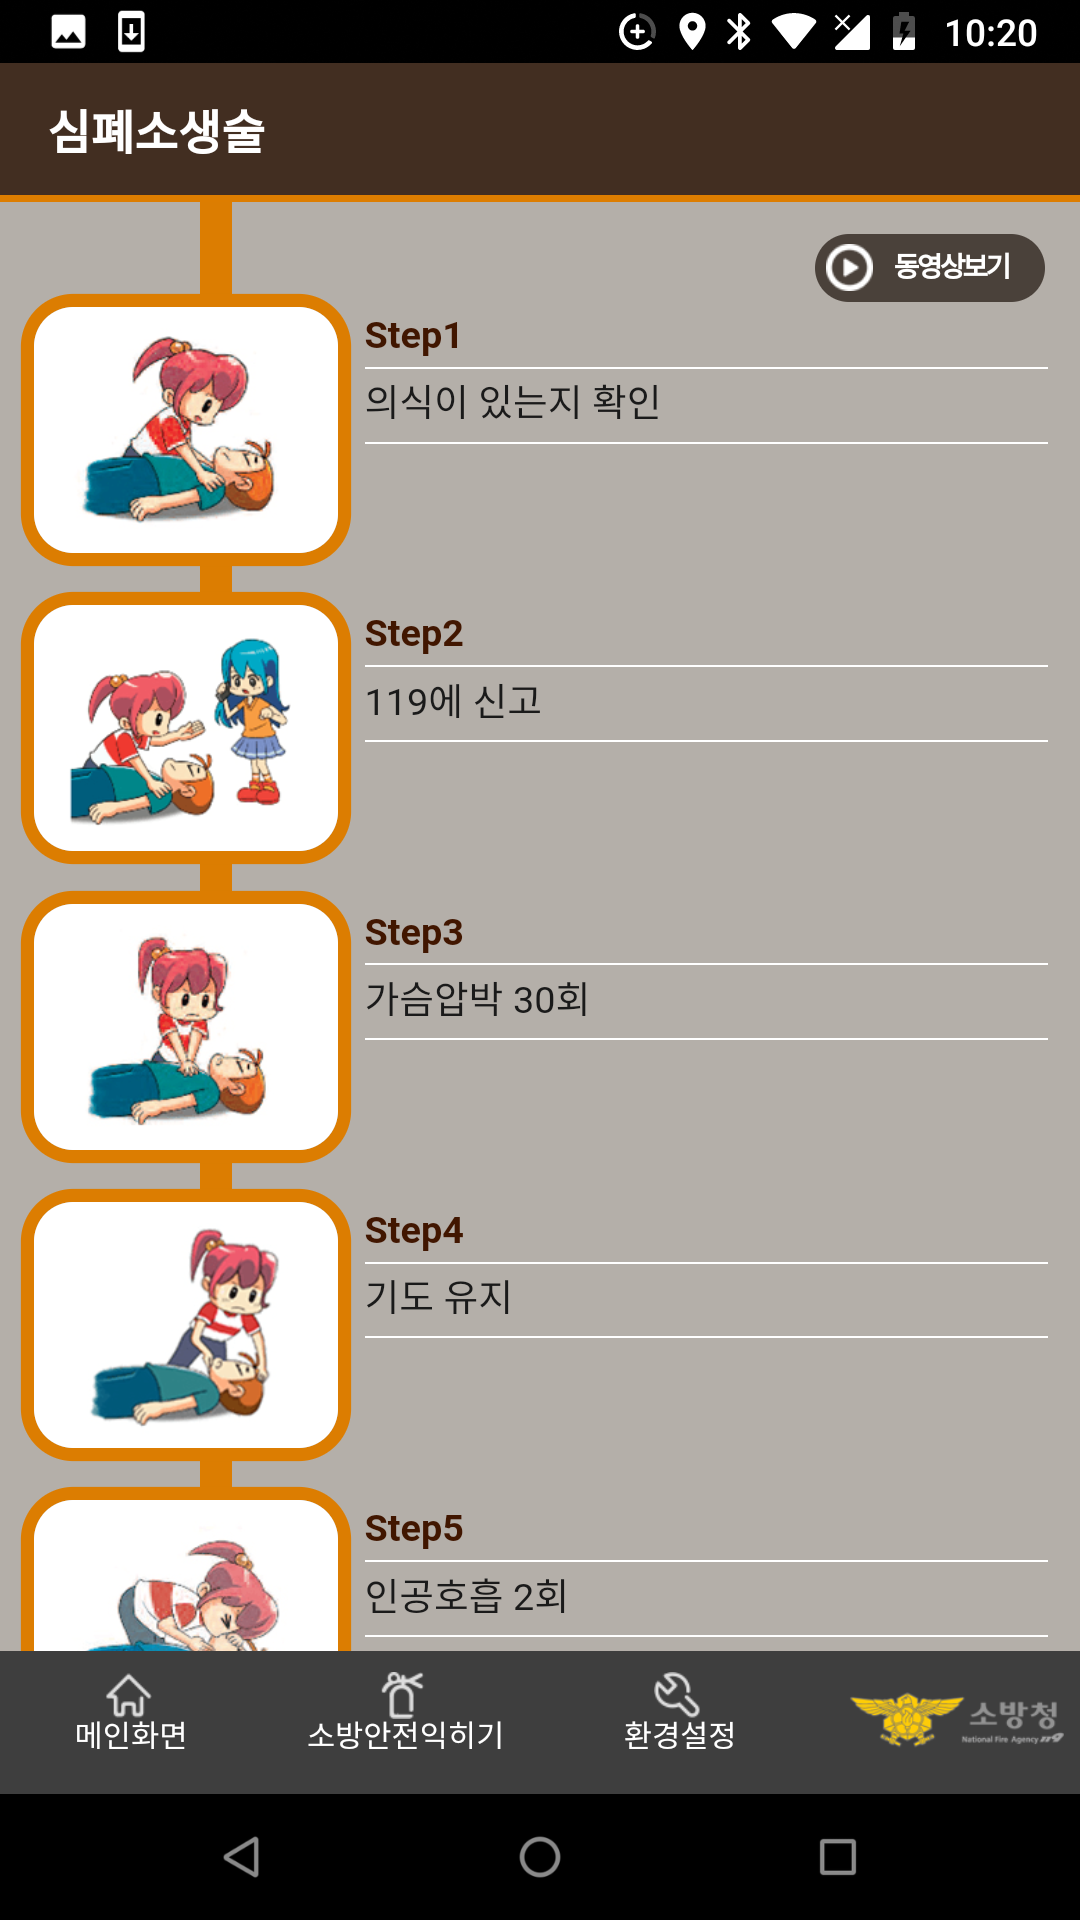 10:20
심폐소생술
동영상보기
Step1
의식이 있는지 확인
Step2
119에 신고
Step3
가슴압박 30회
Step4
기도 유지
Step5
인공호흡 2회
메인화면
소방안전익히기
환경설정
소방청
National Fire Agency 119